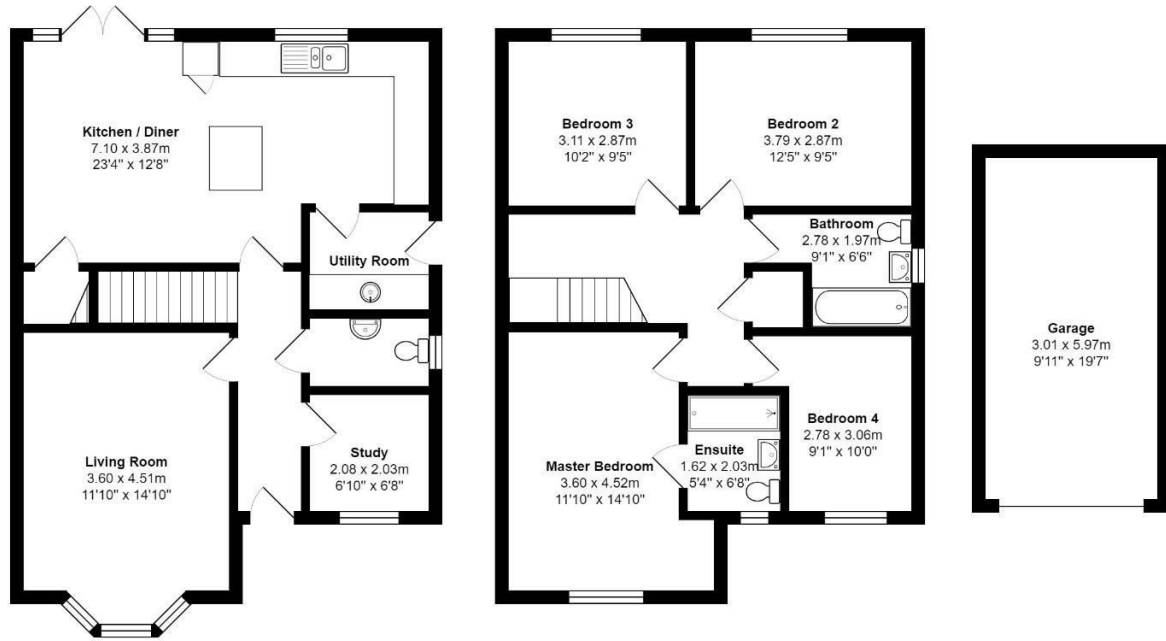 Kitchen / Diner
7.10 x 3.87m
23'4" x 12'8"
Utility Room
Living Room
3.60 x 4.51m
11'10" x 14'10"
Study
2.08 x 2.03m
6'10" x 6'8"
Bedroom 3
3.11 x 2.87m
10'2" x 9'5"
Bedroom 2
3.79 x 2.87m
12'5" x 9'5"
Bathroom
2.78 x 1.97m
9'1" x 6'6"
Master Bedroom
3.60 x 4.52m
11'10" x 14'10"
Ensuite
1.62 x 2.03m
5'4" x 6'8"
Bedroom 4
2.78 x 3.06m
9'1" x 10'0"
Garage
3.01 x 5.97m
9'11" x 19'7"